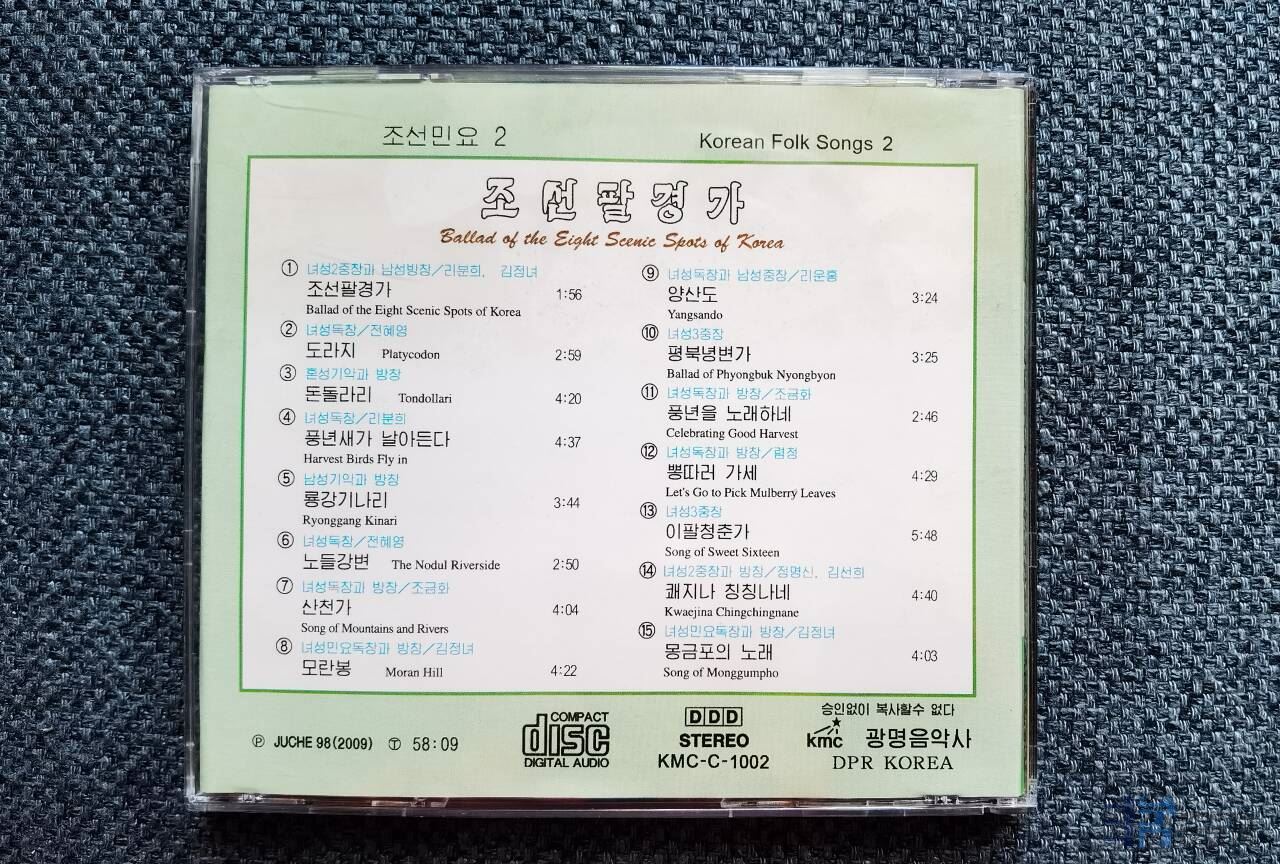 조선민요 2
Korean Folk Songs 2
조선팔경가
Ballad of the Eight Scenic Spots of Korea
① 녀성2중창과 남성방창/리분희, 김정녀
조선팔경가 1:56
Ballad of the Eight Scenic Spots of Korea
② 녀성독창/전혜영
도라지 Platycodon 2:59
③ 혼성기악과 방창
돈돌라리 Tondollari 4:20
④ 녀성독창/리분희
풍년새가 날아든다 4:37
Harvest Birds Fly in
⑤ 남성기악과 방창
룡강기나리 3:44
Ryonggang Kinari
⑥ 녀성독창/전혜영
노들강변 The Nodul Riverside 2:50
⑦ 녀성독창과 방창/조금화
산천가 4:04
Song of Mountains and Rivers
⑧ 녀성민요독창과 방창/김정녀
모란봉 Moran Hill 4:22
⑨ 녀성독창과 남성중창/리운홍
양산도 3:24
Yangsando
⑩ 녀성3중창
평북녕변가 3:25
Ballad of Phyongbuk Nyongbyon
⑪ 녀성독창과 방창/조금화
풍년을 노래하네 2:46
Celebrating Good Harvest
⑫ 녀성독창과 방창/렴청
뽕따러 가세 4:29
Let's Go to Pick Mulberry Leaves
⑬ 녀성3중창
이팔청춘가 5:48
Song of Sweet Sixteen
⑭ 녀성2중창과 방창/정명신, 김선희
쾌지나 칭칭나네 4:40
Kwaejina Chingchingnane
⑮ 녀성민요독창과 방창/김정녀
몽금포의 노래 4:03
Song of Monggumpho
Ⓟ JUCHE 98(2009) Ⓣ 58:09
COMPACT
disc
DIGITAL AUDIO
DDD
STEREO
KMC-C-1002
승인없이 복사할수 없다
kmc 광명음악사
DPR KOREA